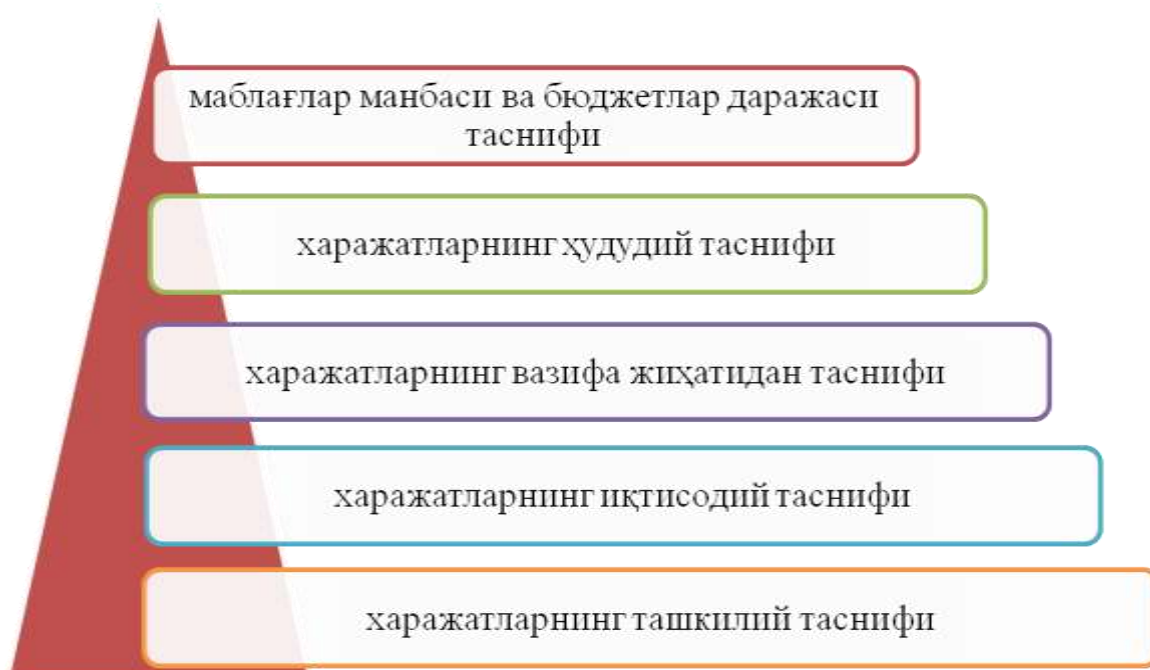 маблағлар манбаси ва бюджетлар даражаси
таснифи
харажатларнинг ҳудудий таснифи
харажатларнинг вазифа жиҳатидан таснифи
харажатларнинг иқтисодий таснифи
харажатларнинг ташкилий таснифи